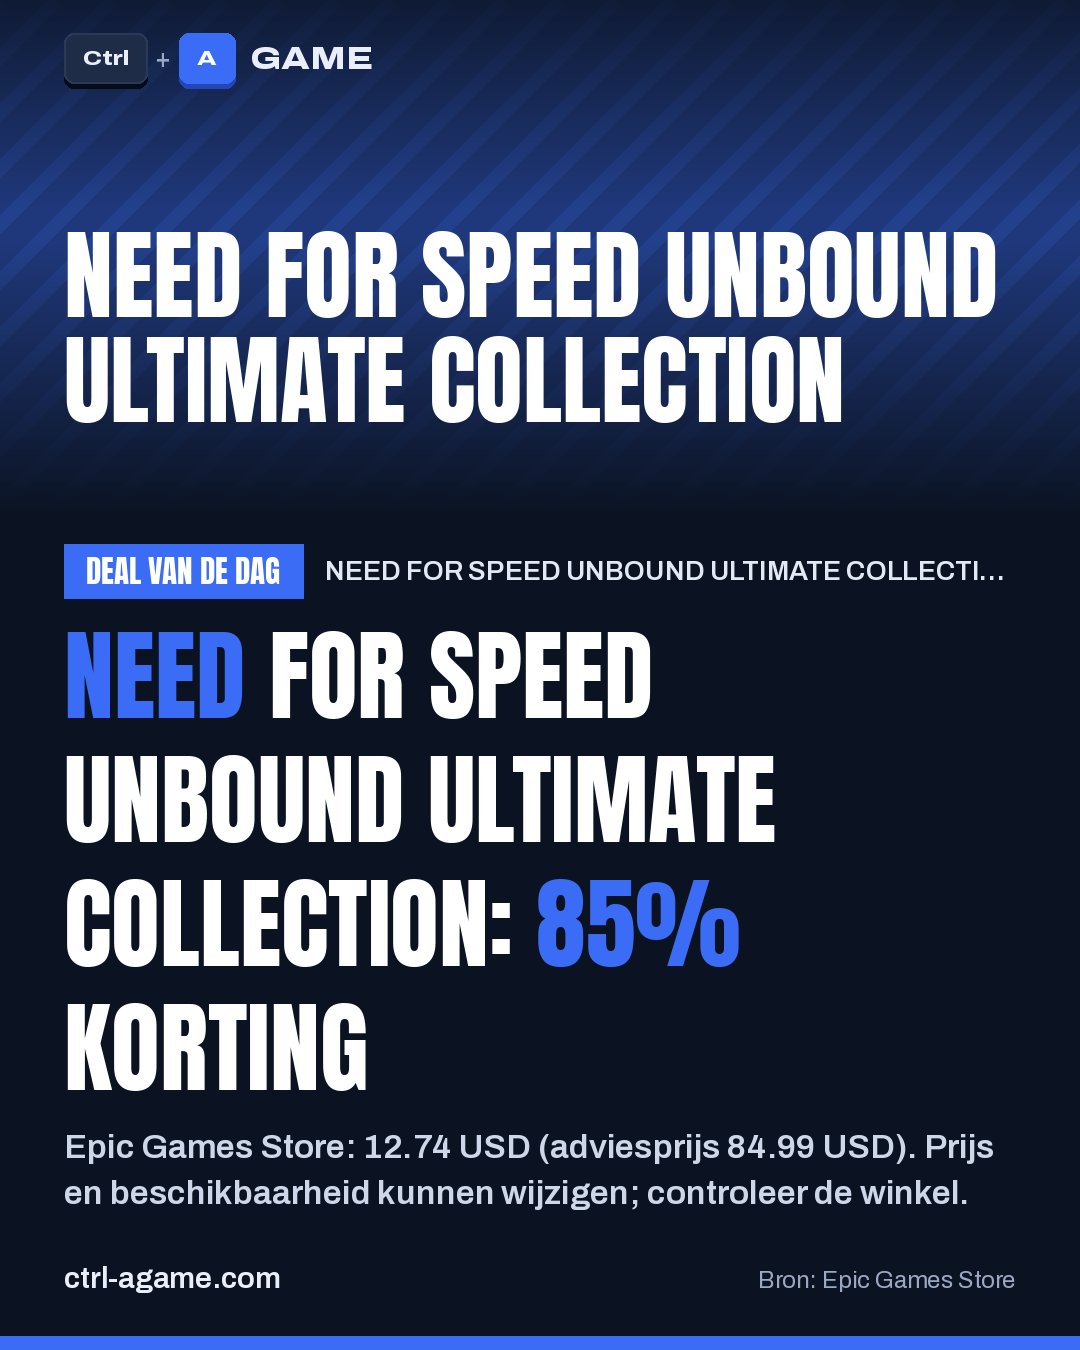 Ctrl + A GAME
NEED FOR SPEED UNBOUND
ULTIMATE COLLECTION
DEAL VAN DE DAG NEED FOR SPEED UNBOUND ULTIMATE COLLECTI...
NEED FOR SPEED
UNBOUND ULTIMATE
COLLECTION: 85%
KORTING
Epic Games Store: 12.74 USD (adviesprijs 84.99 USD). Prijs
en beschikbaarheid kunnen wijzigen; controleer de winkel.
ctrl-agame.com Bron: Epic Games Store